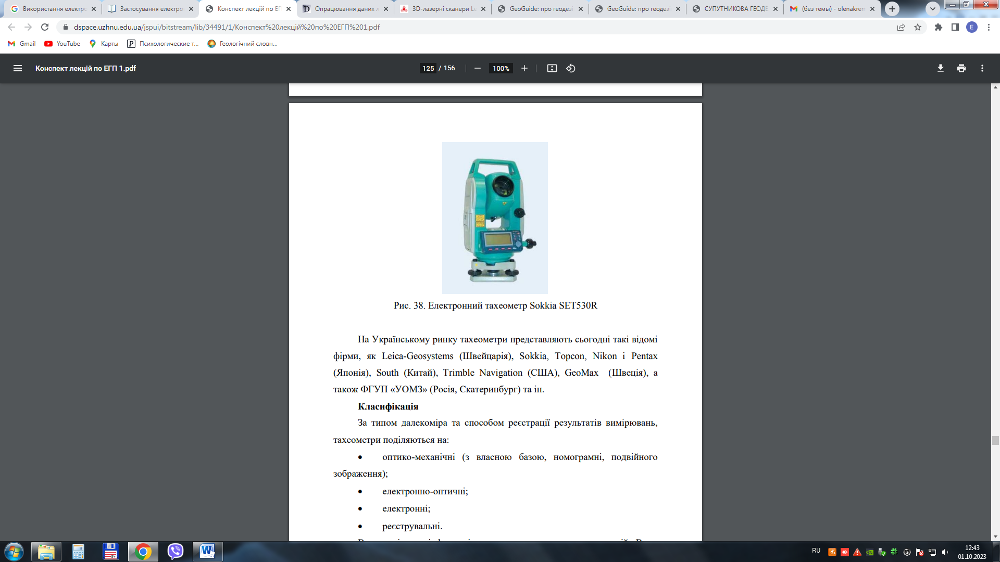 Використання електро
Застосування електро
Конспект лекцій по ЕГ
Опрацювання даних л
3D-лазерні сканери Le
GeoGuide: про геодезі
GeoGuide: про геодезі
СУПУТНИКОВА ГЕОДЕ
(без темы) - olenakrem
dspace.uzhnu.edu.ua/jspui/bitstream/lib/34491/1/Конспект%20лекцій%20по%20ЕГП%201.pdf
E
Gmail
YouTube
Карты
Психологические т...
Геологічний словн...
Конспект лекцій по ЕГП 1.pdf
125 / 156
100%
Рис. 38. Електронний тахеометр Sokkia SET530R
На Українському ринку тахеометри представляють сьогодні такі відомі
фірми, як Leica-Geosystems (Швейцарія), Sokkia, Topcon, Nikon і Pentax
(Японія), South (Китай), Trimble Navigation (США), GeoMax (Швеція), а
також ФГУП «УОМЗ» (Росія, Єкатеринбург) та ін.
Класифікація
За типом далекоміра та способом реєстрації результатів вимірювань,
тахеометри поділяються на:
• оптико-механічні (з власною базою, номограмні, подвійного
зображення);
• електронно-оптичні;
• електронні;
• реєструвальні.
RU
12:43
01.10.2023